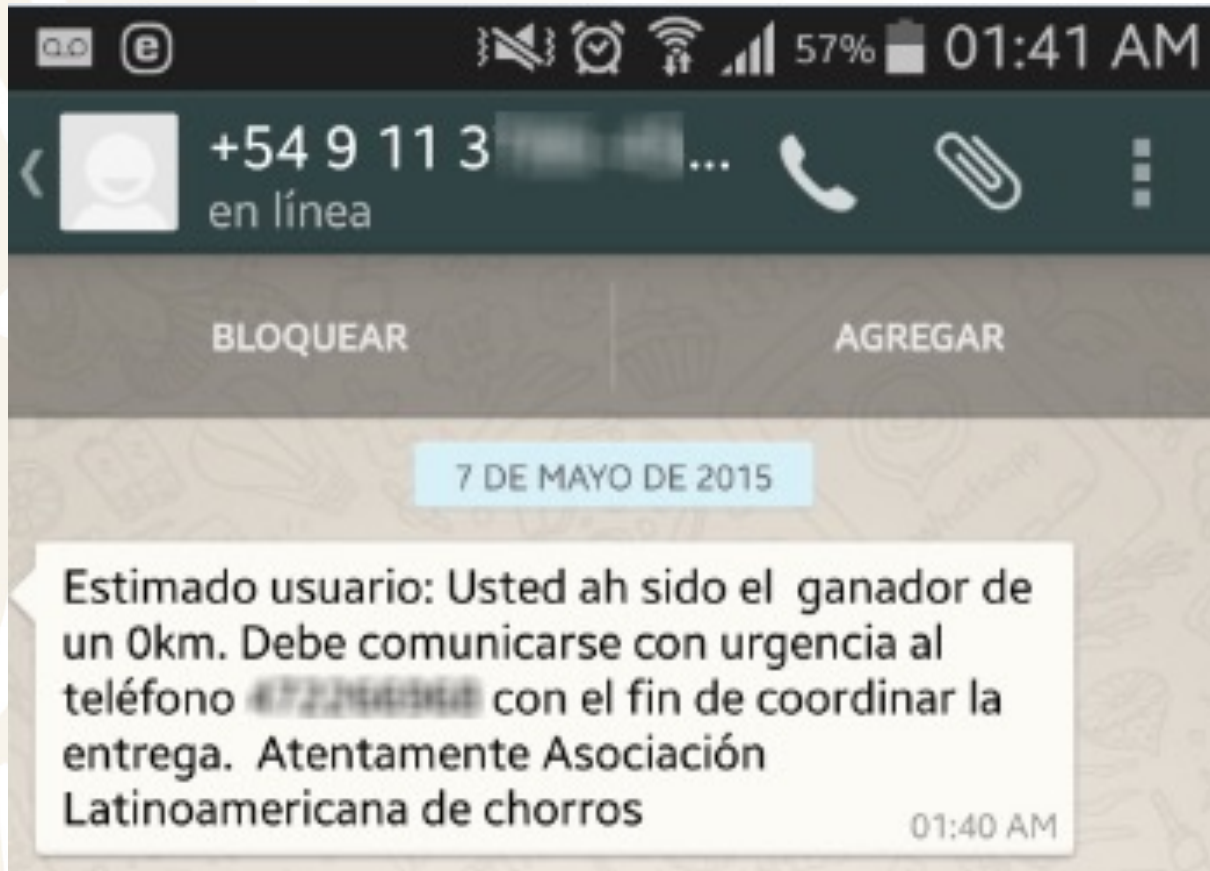 57% 01:41 AM
+54 9 11 3 ...
en línea
BLOQUEAR
AGREGAR
7 DE MAYO DE 2015
Estimado usuario: Usted ah sido el ganador de
un 0km. Debe comunicarse con urgencia al
teléfono con el fin de coordinar la
entrega. Atentamente Asociación
Latinoamericana de chorros
01:40 AM